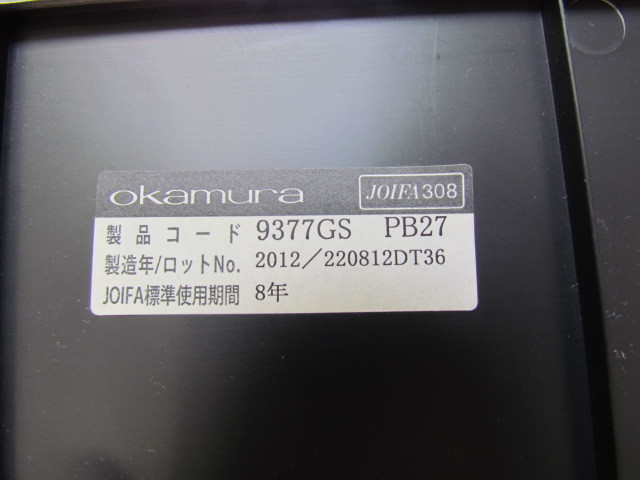 okamura JOIFA308
製品コード 9377GS PB27
製造年/ロットNo. 2012/220812DT36
JOIFA標準使用期間 8年